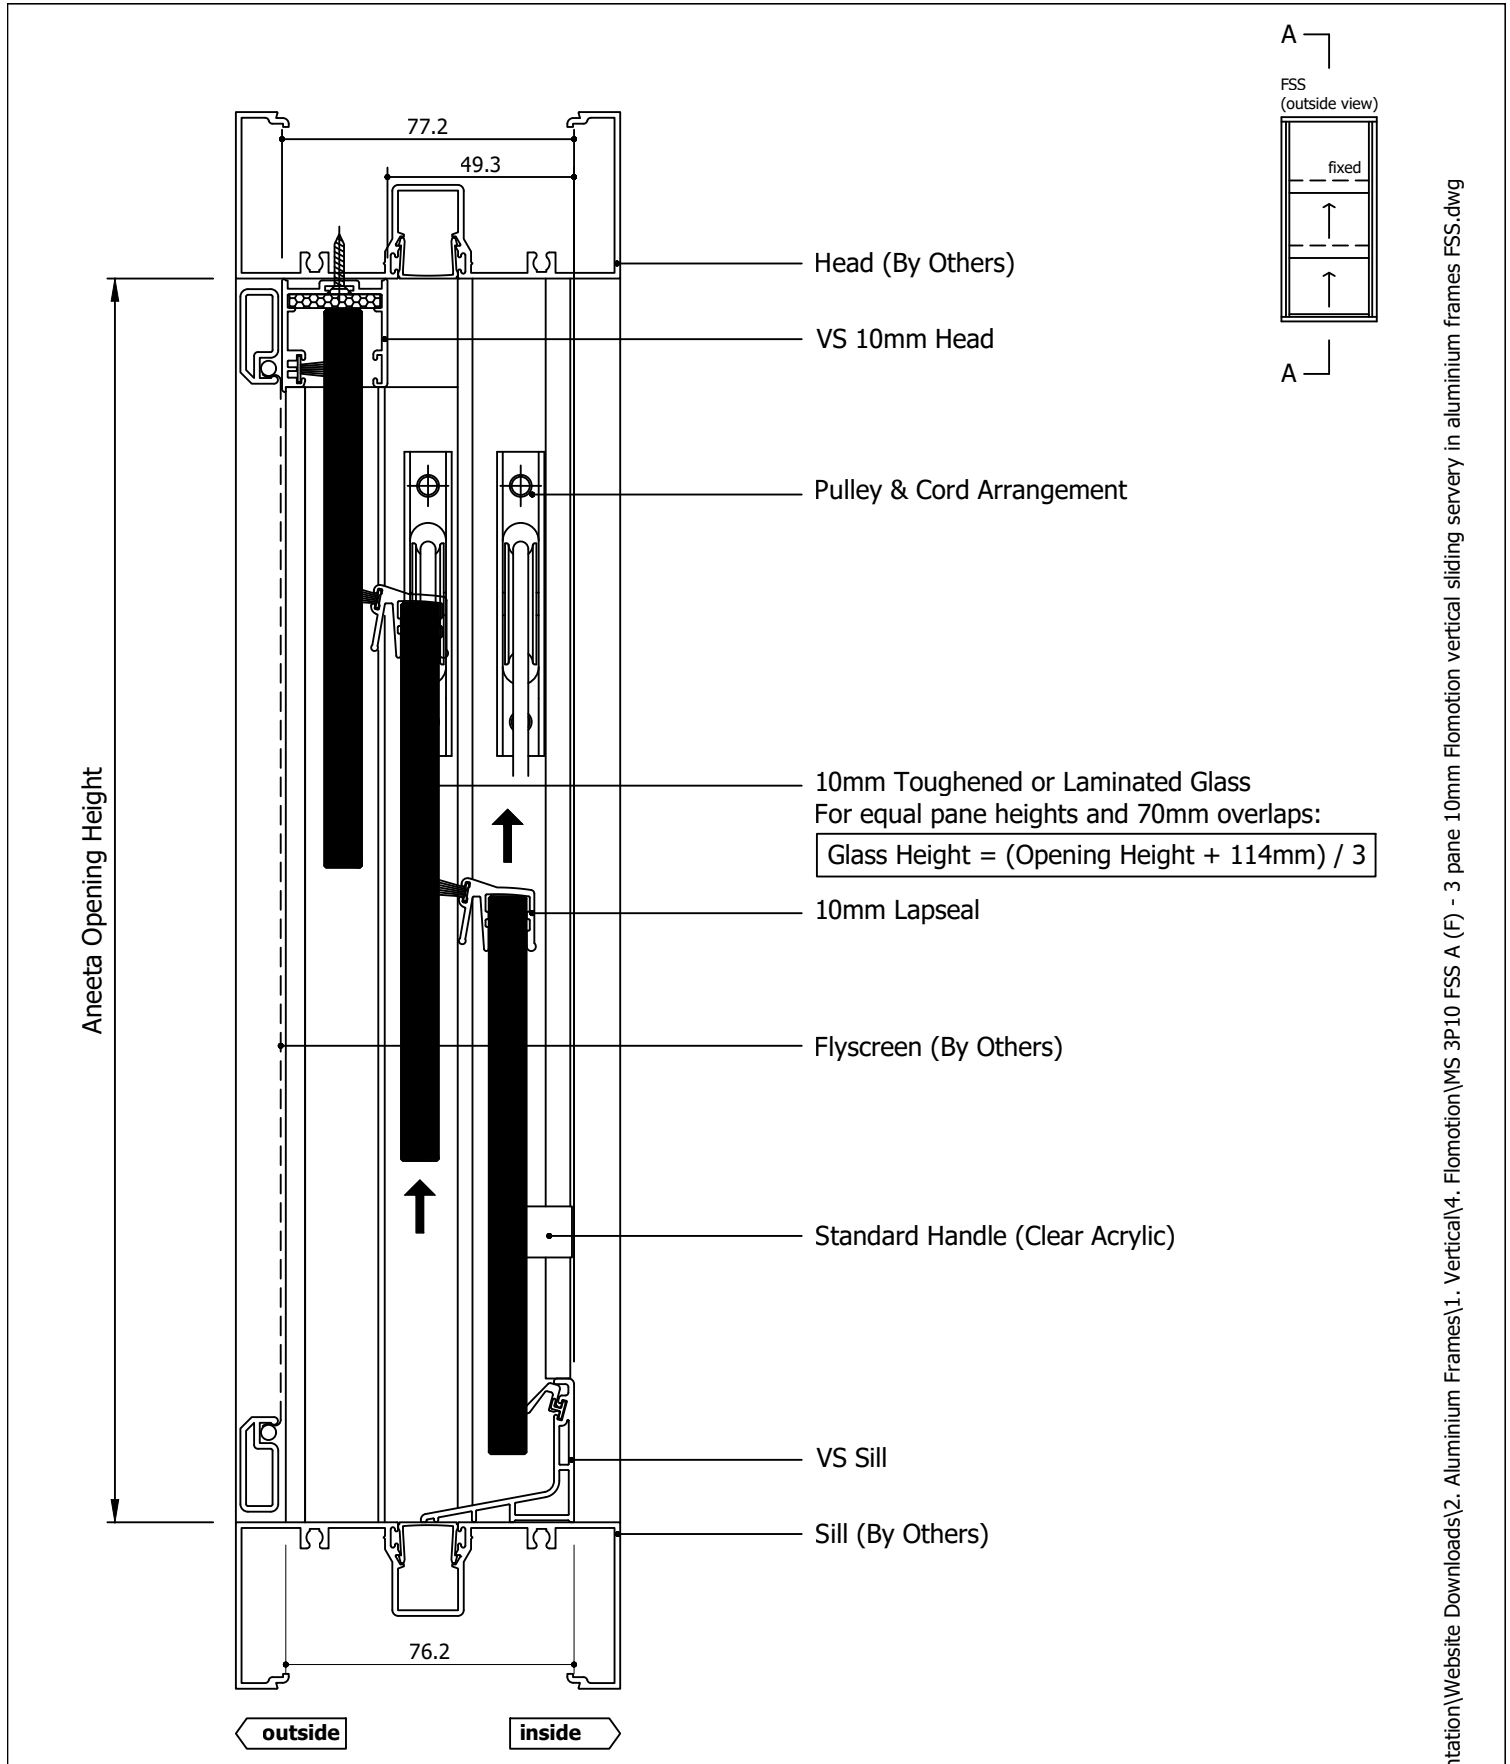 A
FSS
(outside view)
fixed
A
77.2
49.3
Head (By Others)
VS 10mm Head
Pulley & Cord Arrangement
10mm Toughened or Laminated Glass
For equal pane heights and 70mm overlaps:
Glass Height = (Opening Height + 114mm) / 3
10mm Lapseal
Aneeta Opening Height
Flyscreen (By Others)
Standard Handle (Clear Acrylic)
VS Sill
Sill (By Others)
76.2
outside
inside
ntation\Website Downloads\2. Aluminium Frames\1. Vertical\4. Flomotion\MS 3P10 FSS A (F) - 3 pane 10mm Flomotion vertical sliding servery in aluminium frames FSS.dwg